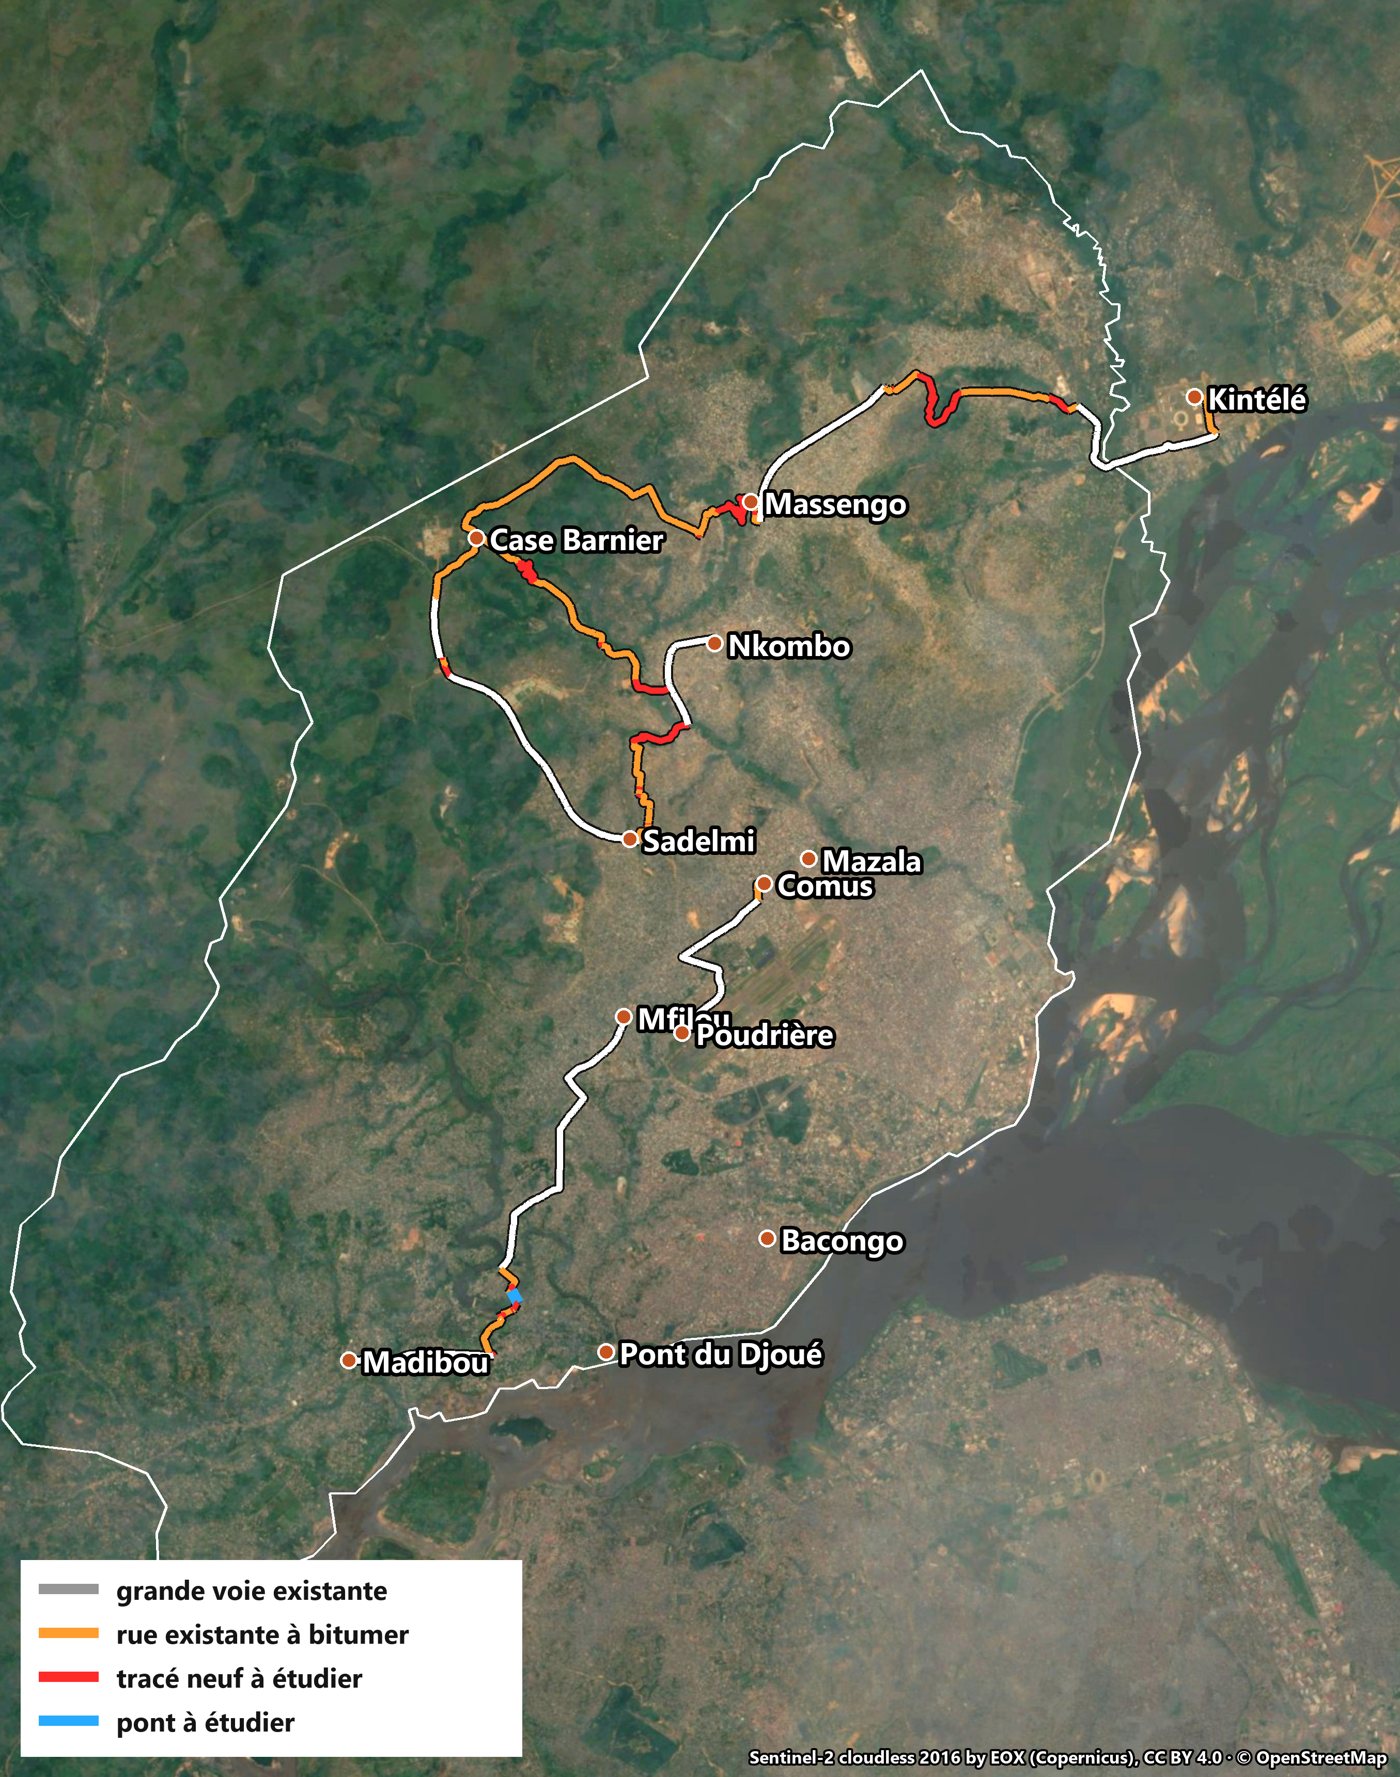 Kintélé
Massengo
Case Barnier
Nkombo
Sadelmi
Mazala
Comus
Mfilou
Poudrière
Bacongo
Pont du Djoué
Madibou
grande voie existante
rue existante à bitumer
tracé neuf à étudier
pont à étudier
Sentinel-2 cloudless 2016 by EOX (Copernicus), CC BY 4.0 · © OpenStreetMap